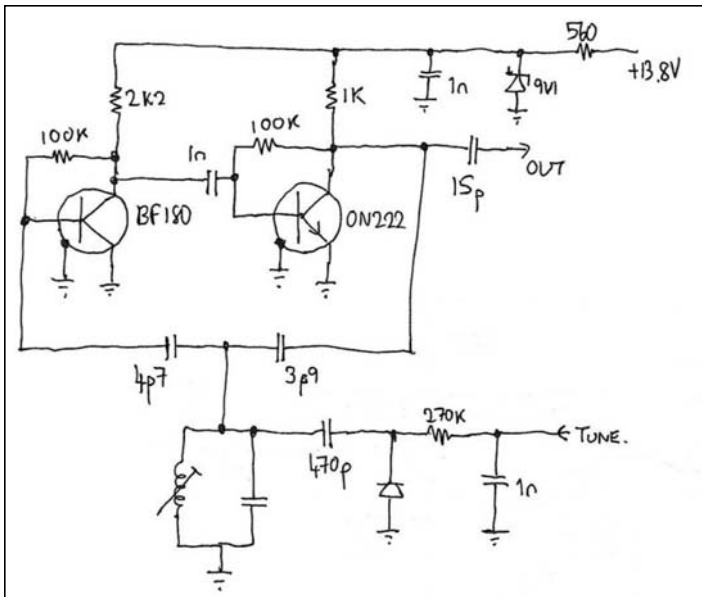 560
+13.8V
2K2
1K
1n
9V1
100K
1n
100K
15p
OUT
BF180
ON222
4p7
3p9
270K
470p
TUNE.
1n